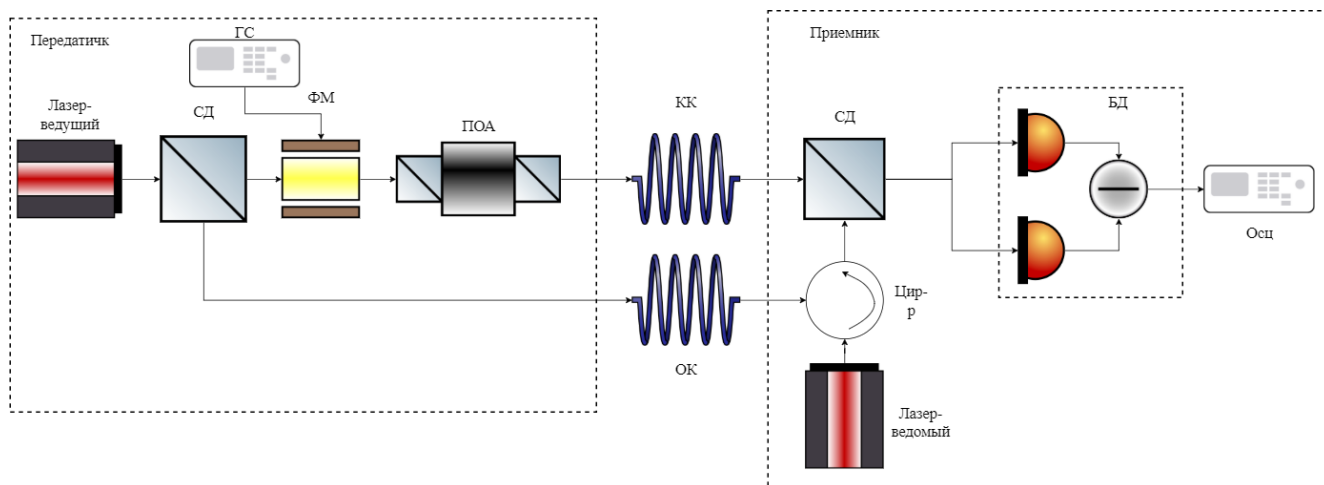 Передатичк
ГС
Приемник
Лазер-
ведущий
СД
ФМ
ПОА
КК
СД
БД
Осц
ОК
Цир-
р
Лазер-
ведомый